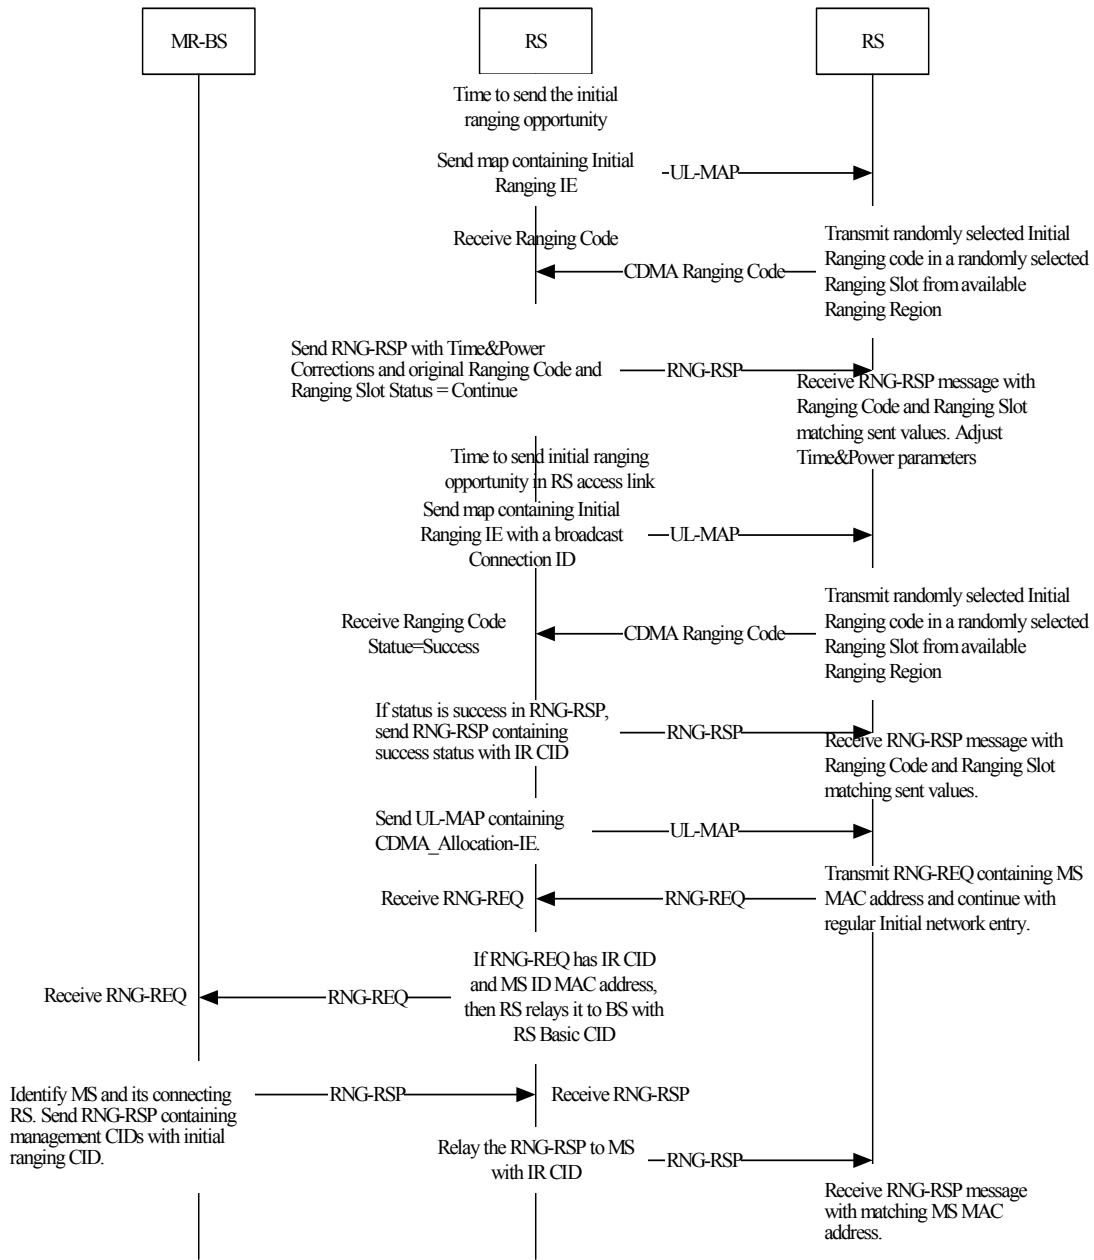 MR-BS
RS
RS
Time to send the initial
ranging opportunity
Send map containing Initial
Ranging IE
UL-MAP
Receive Ranging Code
Transmit randomly selected Initial
Ranging code in a randomly selected
Ranging Slot from available
Ranging Region
CDMA Ranging Code
Send RNG-RSP with Time&Power
Corrections and original Ranging Code and
Ranging Slot Status = Continue
RNG-RSP
Receive RNG-RSP message with
Ranging Code and Ranging Slot
matching sent values. Adjust
Time&Power parameters
Time to send initial ranging
opportunity in RS access link
Send map containing Initial
Ranging IE with a broadcast
Connection ID
UL-MAP
Transmit randomly selected Initial
Ranging code in a randomly selected
Ranging Slot from available
Ranging Region
Receive Ranging Code
Statue=Success
CDMA Ranging Code
If status is success in RNG-RSP,
send RNG-RSP containing
success status with IR CID
RNG-RSP
Receive RNG-RSP message with
Ranging Code and Ranging Slot
matching sent values.
Send UL-MAP containing
CDMA_Allocation-IE.
UL-MAP
Transmit RNG-REQ containing MS
MAC address and continue with
regular Initial network entry.
Receive RNG-REQ
RNG-REQ
If RNG-REQ has IR CID
and MS ID MAC address,
then RS relays it to BS with
RS Basic CID
Receive RNG-REQ
RNG-REQ
Identify MS and its connecting
RS. Send RNG-RSP containing
management CIDs with initial
ranging CID.
RNG-RSP
Receive RNG-RSP
Relay the RNG-RSP to MS
with IR CID
RNG-RSP
Receive RNG-RSP message
with matching MS MAC
address.